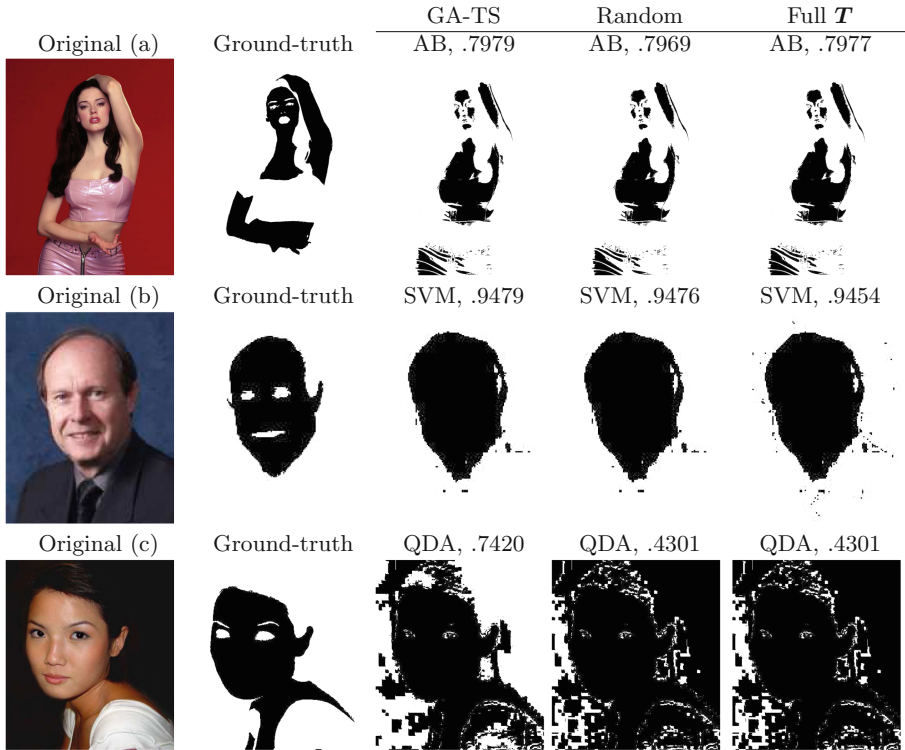 GA-TS Random Full T
Original (a) Ground-truth AB, .7979 AB, .7969 AB, .7977
Original (b) Ground-truth SVM, .9479 SVM, .9476 SVM, .9454
Original (c) Ground-truth QDA, .7420 QDA, .4301 QDA, .4301